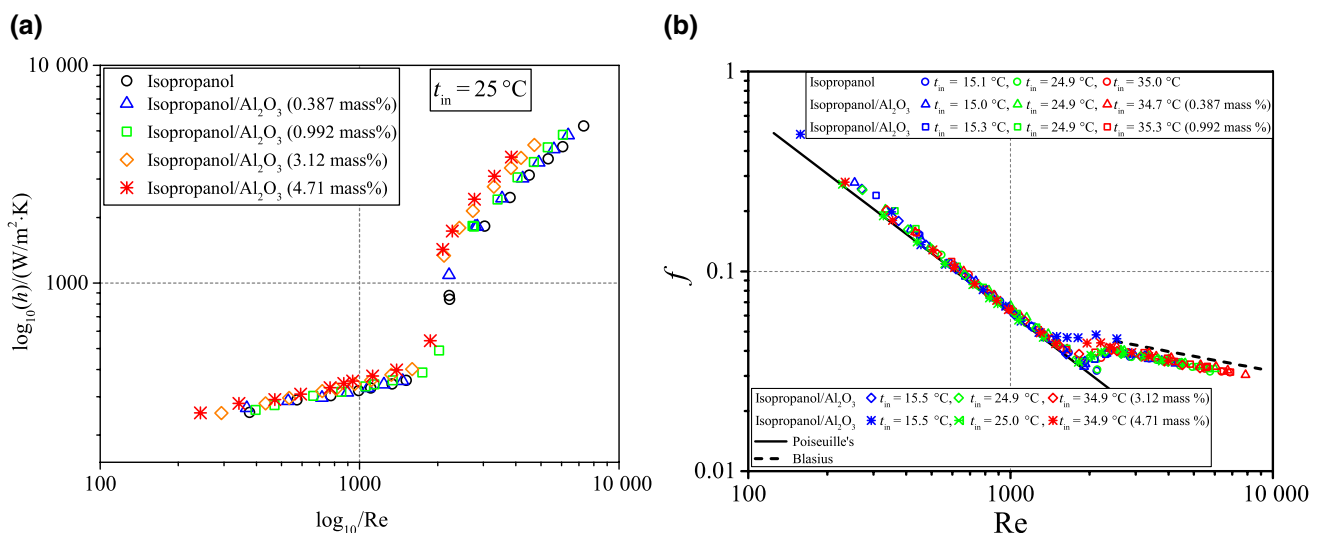 (a)
10 000
1000
log₁₀(h)/(W/m²·K)
Isopropanol
Isopropanol/Al₂O₃ (0.387 mass%)
Isopropanol/Al₂O₃ (0.992 mass%)
Isopropanol/Al₂O₃ (3.12 mass%)
Isopropanol/Al₂O₃ (4.71 mass%)
tᵢₙ = 25 °C
100 1000 10 000
log₁₀/Re
(b)
1
0.1
0.01
f
Isopropanol tᵢₙ = 15.1 °C, tᵢₙ = 24.9 °C, tᵢₙ = 35.0 °C
Isopropanol/Al₂O₃ tᵢₙ = 15.0 °C, tᵢₙ = 24.9 °C, tᵢₙ = 34.7 °C (0.387 mass%)
Isopropanol/Al₂O₃ tᵢₙ = 15.3 °C, tᵢₙ = 24.9 °C, tᵢₙ = 35.3 °C (0.992 mass%)
Isopropanol/Al₂O₃ tᵢₙ = 15.5 °C, tᵢₙ = 24.9 °C, tᵢₙ = 34.9 °C (3.12 mass %)
Isopropanol/Al₂O₃ tᵢₙ = 15.5 °C, tᵢₙ = 25.0 °C, tᵢₙ = 34.9 °C (4.71 mass %)
Poiseuille's
Blasius
100 1000 10 000
Re